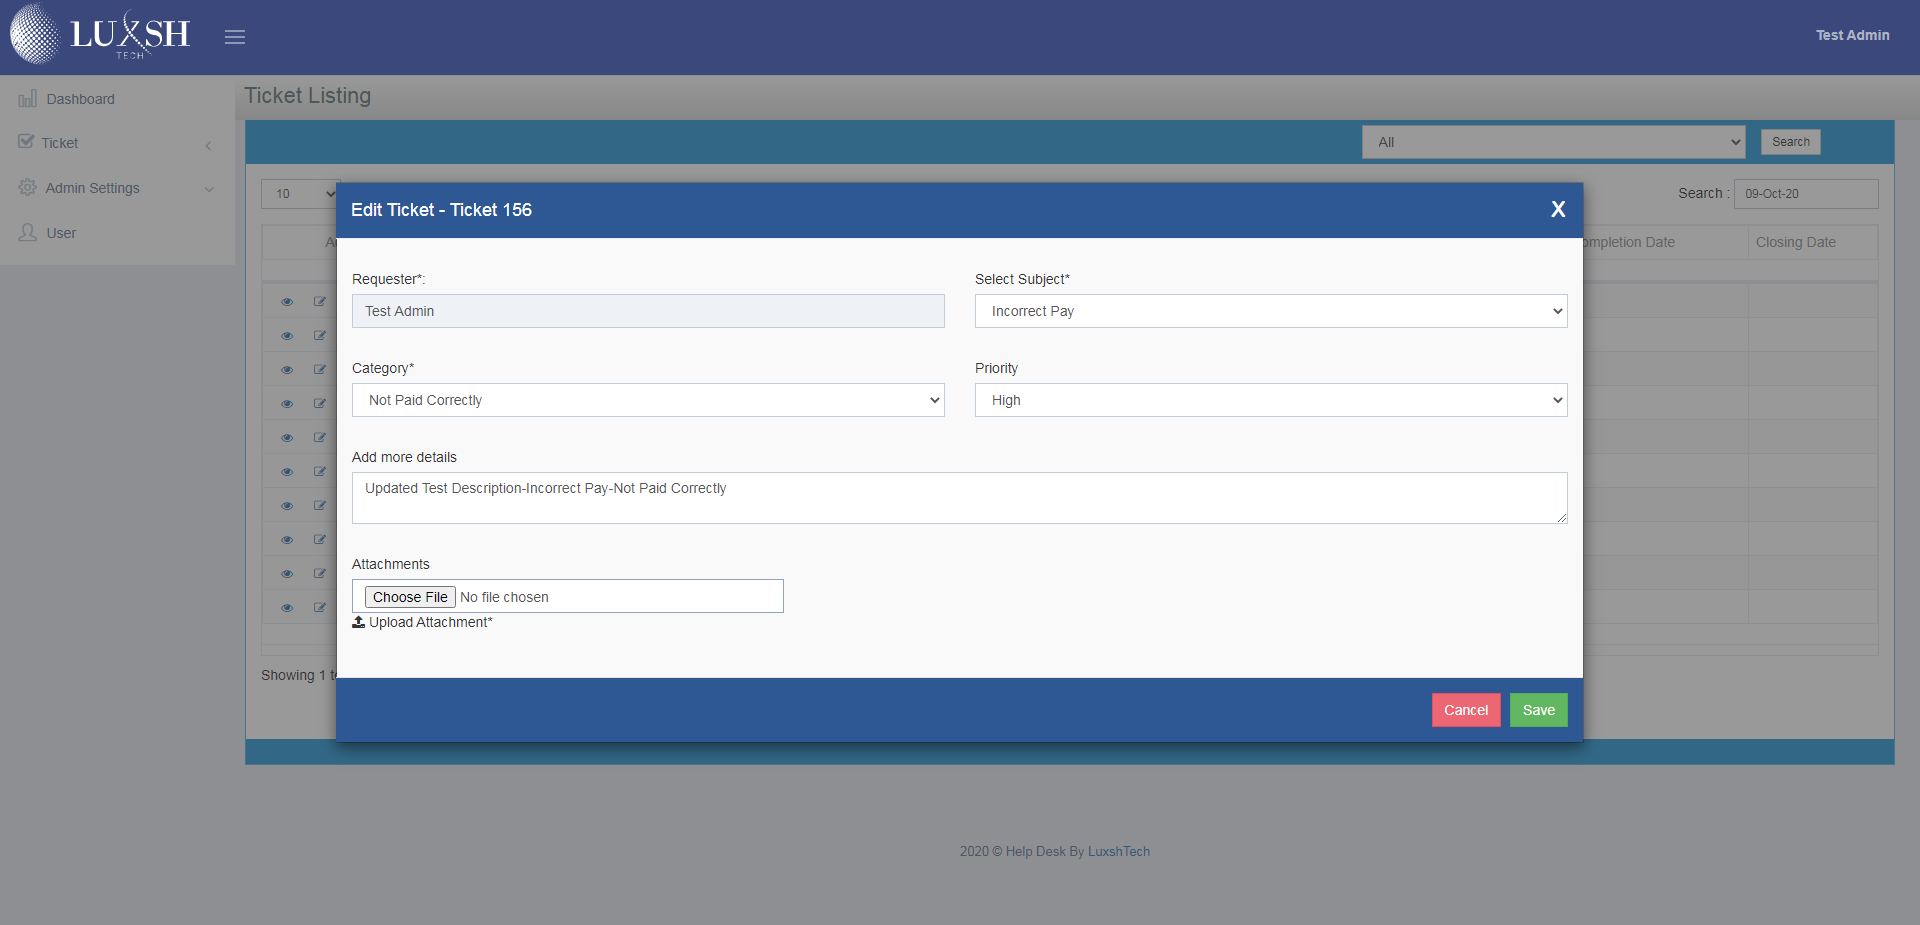 LUXSH
TECH
Test Admin
Dashboard
Ticket
Admin Settings
User
Ticket Listing
All
Search
10
Search :
09-Oct-20
ompletion Date
Closing Date
Edit Ticket - Ticket 156
X
Requester*:
Select Subject*
Test Admin
Incorrect Pay
Category*
Priority
Not Paid Correctly
High
Add more details
Updated Test Description-Incorrect Pay-Not Paid Correctly
Attachments
Choose File No file chosen
Upload Attachment*
Showing 1 t
Cancel
Save
2020 © Help Desk By LuxshTech